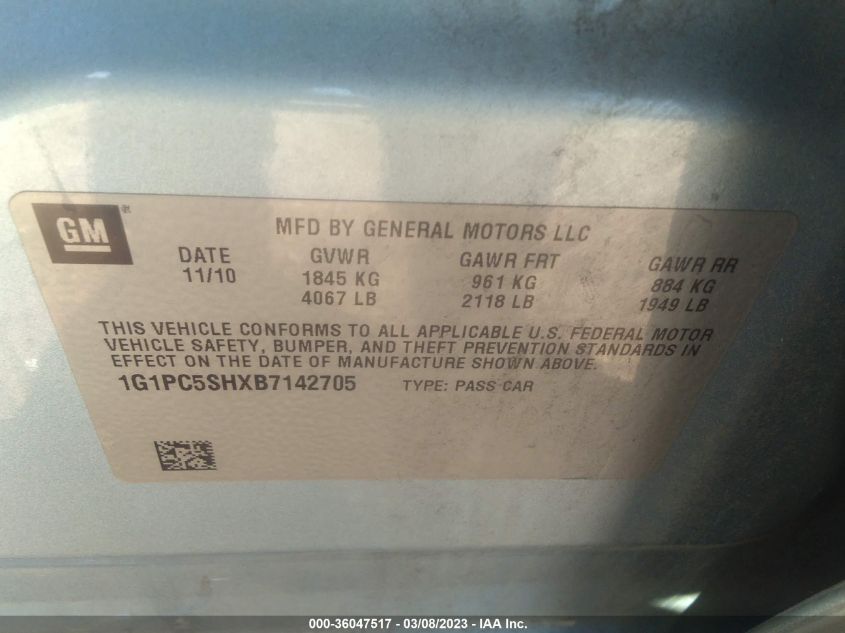 GM®
MFD BY GENERAL MOTORS LLC
DATE GVWR GAWR FRT GAWR RR
11/10 1845 KG 961 KG 884 KG
4067 LB 2118 LB 1949 LB
THIS VEHICLE CONFORMS TO ALL APPLICABLE U.S. FEDERAL MOTOR
VEHICLE SAFETY, BUMPER, AND THEFT PREVENTION STANDARDS IN
EFFECT ON THE DATE OF MANUFACTURE SHOWN ABOVE.
1G1PC5SHXB7142705 TYPE: PASS CAR
000-36047517 — 03/08/2023 — IAA Inc.